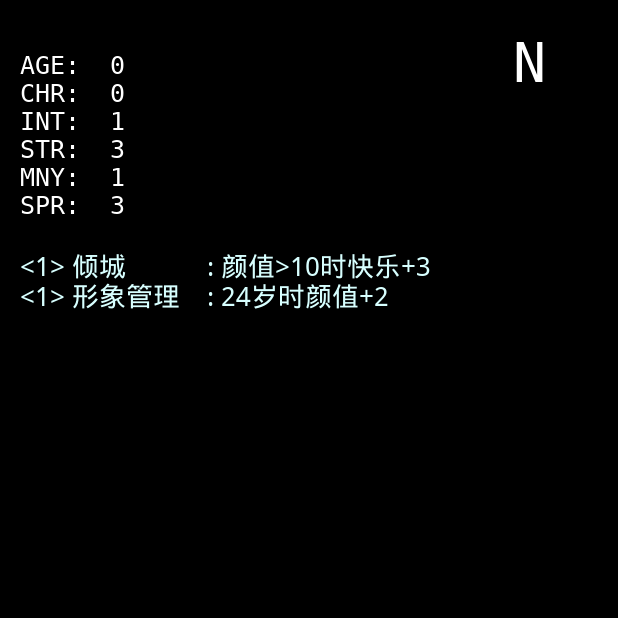 N
AGE: 0
CHR: 0
INT: 1
STR: 3
MNY: 1
SPR: 3
<1> 倾城 : 颜值>10时快乐+3
<1> 形象管理 : 24岁时颜值+2